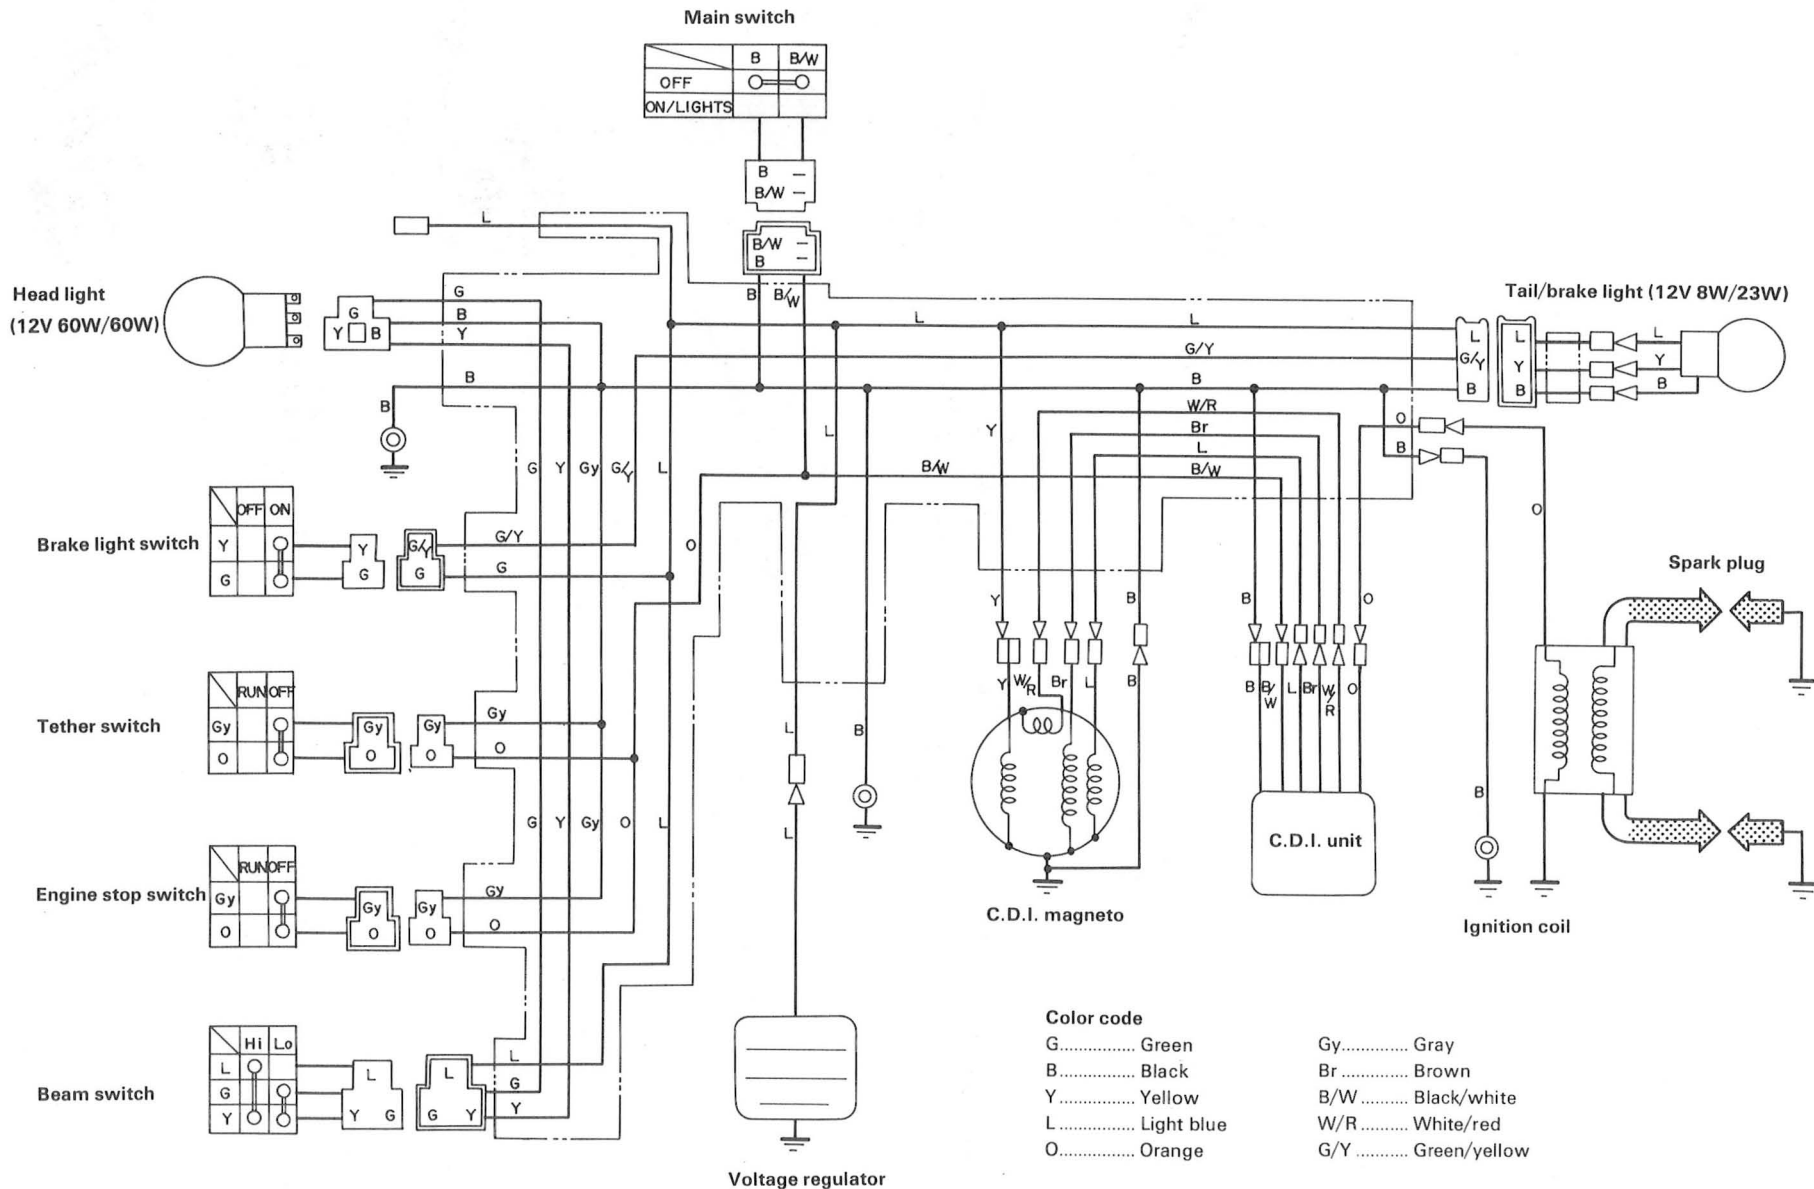 Main switch
B B/W
OFF
ON/LIGHTS
B
B/W
B/W
B
L
B B/W
Head light
(12V 60W/60W)
G
Y B
G
B
Y
L L
G/Y
B B
B
Tail/brake light (12V 8W/23W)
L
G/Y
B
L
Y
B
L
Y
B
W/R
Br
L
B/W B/W
O
B
G Y Gy G/Y L
L
Y
O
O
Brake light switch
OFF ON
Y
G
Y
G
G/Y
G
G/Y
G
Y
B
B
O
Spark plug
Tether switch
RUN OFF
Gy
O
Gy
O
Gy
O
Gy
O
L
B
Y W/R Br L B
B B/W L Br W/R O
G Y Gy O L
L
B
C.D.I. unit
C.D.I. magneto
Ignition coil
Engine stop switch
RUN OFF
Gy
O
Gy
O
Gy
O
Gy
O
Beam switch
Hi Lo
L
G
Y
L
Y G
L
G Y
L
G
Y
Voltage regulator
Color code
G............... Green
B............... Black
Y............... Yellow
L............... Light blue
O............... Orange
Gy............. Gray
Br ............. Brown
B/W .......... Black/white
W/R .......... White/red
G/Y ........... Green/yellow